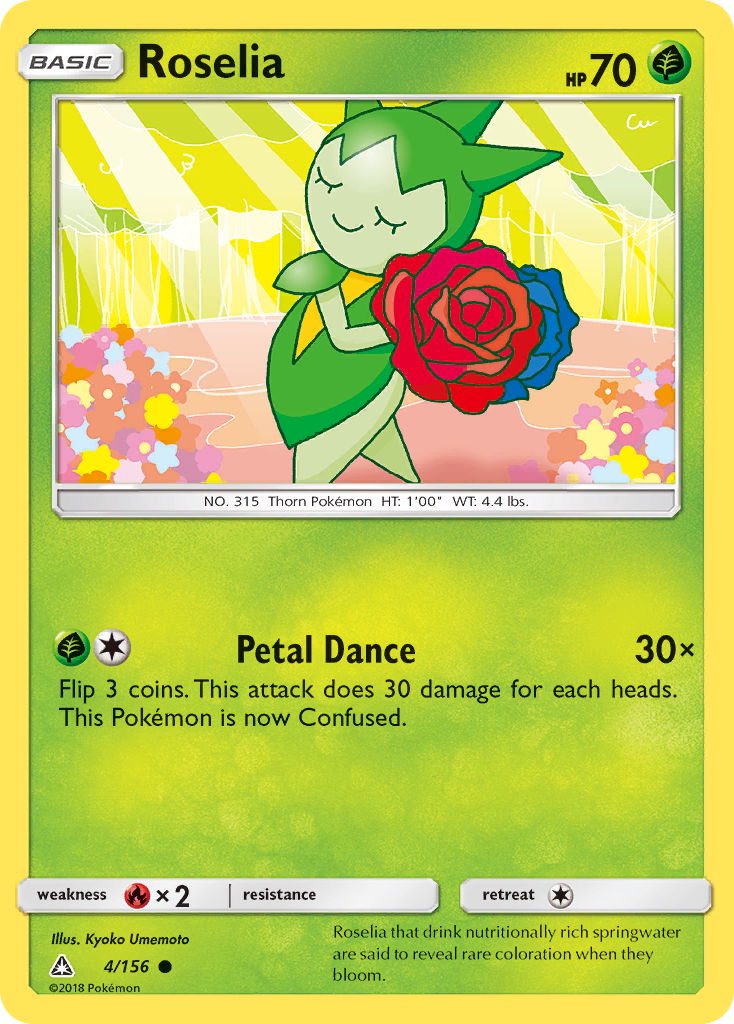 BASIC Roselia HP 70
NO. 315 Thorn Pokémon HT: 1'00" WT: 4.4 lbs.
Petal Dance 30×
Flip 3 coins. This attack does 30 damage for each heads.
This Pokémon is now Confused.
weakness × 2 resistance retreat
Illus. Kyoko Umemoto
4/156
©2018 Pokémon
Roselia that drink nutritionally rich springwater
are said to reveal rare coloration when they
bloom.